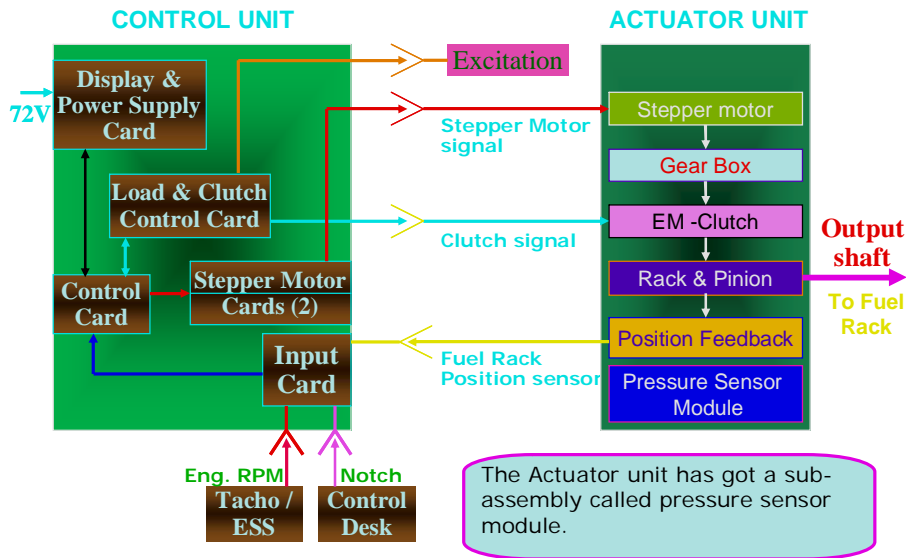 CONTROL UNIT
ACTUATOR UNIT
Display &
Power Supply
Card
72V
Excitation
Stepper Motor
signal
Stepper motor
Gear Box
Load & Clutch
Control Card
Clutch signal
EM -Clutch
Output
shaft
Control
Card
Stepper Motor
Cards (2)
Rack & Pinion
To Fuel
Rack
Input
Card
Fuel Rack
Position sensor
Position Feedback
Pressure Sensor
Module
Eng. RPM
Notch
Tacho /
ESS
Control
Desk
The Actuator unit has got a sub-
assembly called pressure sensor
module.